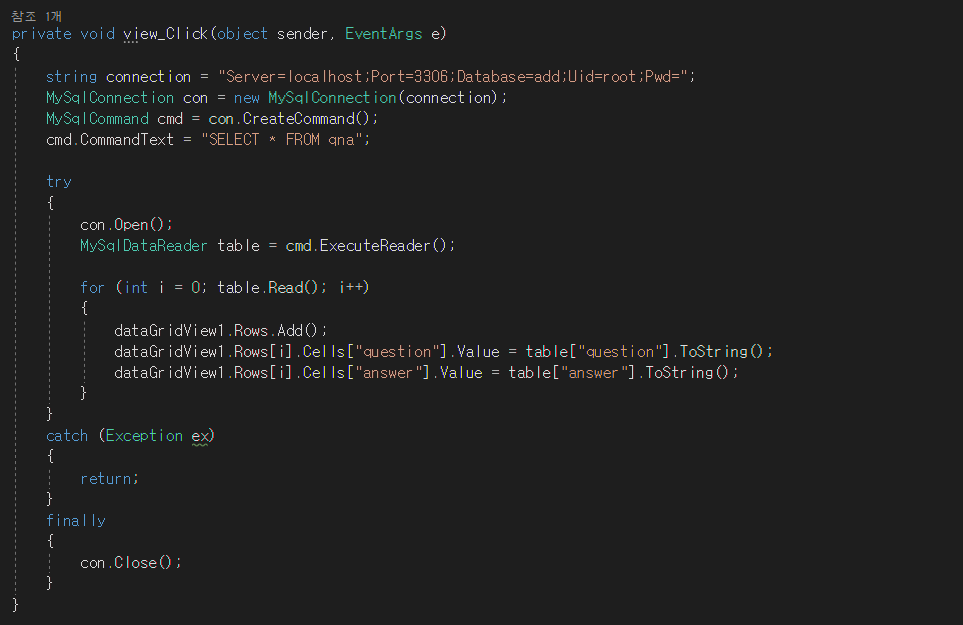 참조 1개
private void view_Click(object sender, EventArgs e)
{
string connection = "Server=localhost;Port=3306;Database=add;Uid=root;Pwd=";
MySqlConnection con = new MySqlConnection(connection);
MySqlCommand cmd = con.CreateCommand();
cmd.CommandText = "SELECT * FROM qna";
try
{
con.Open();
MySqlDataReader table = cmd.ExecuteReader();
for (int i = 0; table.Read(); i++)
{
dataGridView1.Rows.Add();
dataGridView1.Rows[i].Cells["question"].Value = table["question"].ToString();
dataGridView1.Rows[i].Cells["answer"].Value = table["answer"].ToString();
}
}
catch (Exception ex)
{
return;
}
finally
{
con.Close();
}
}